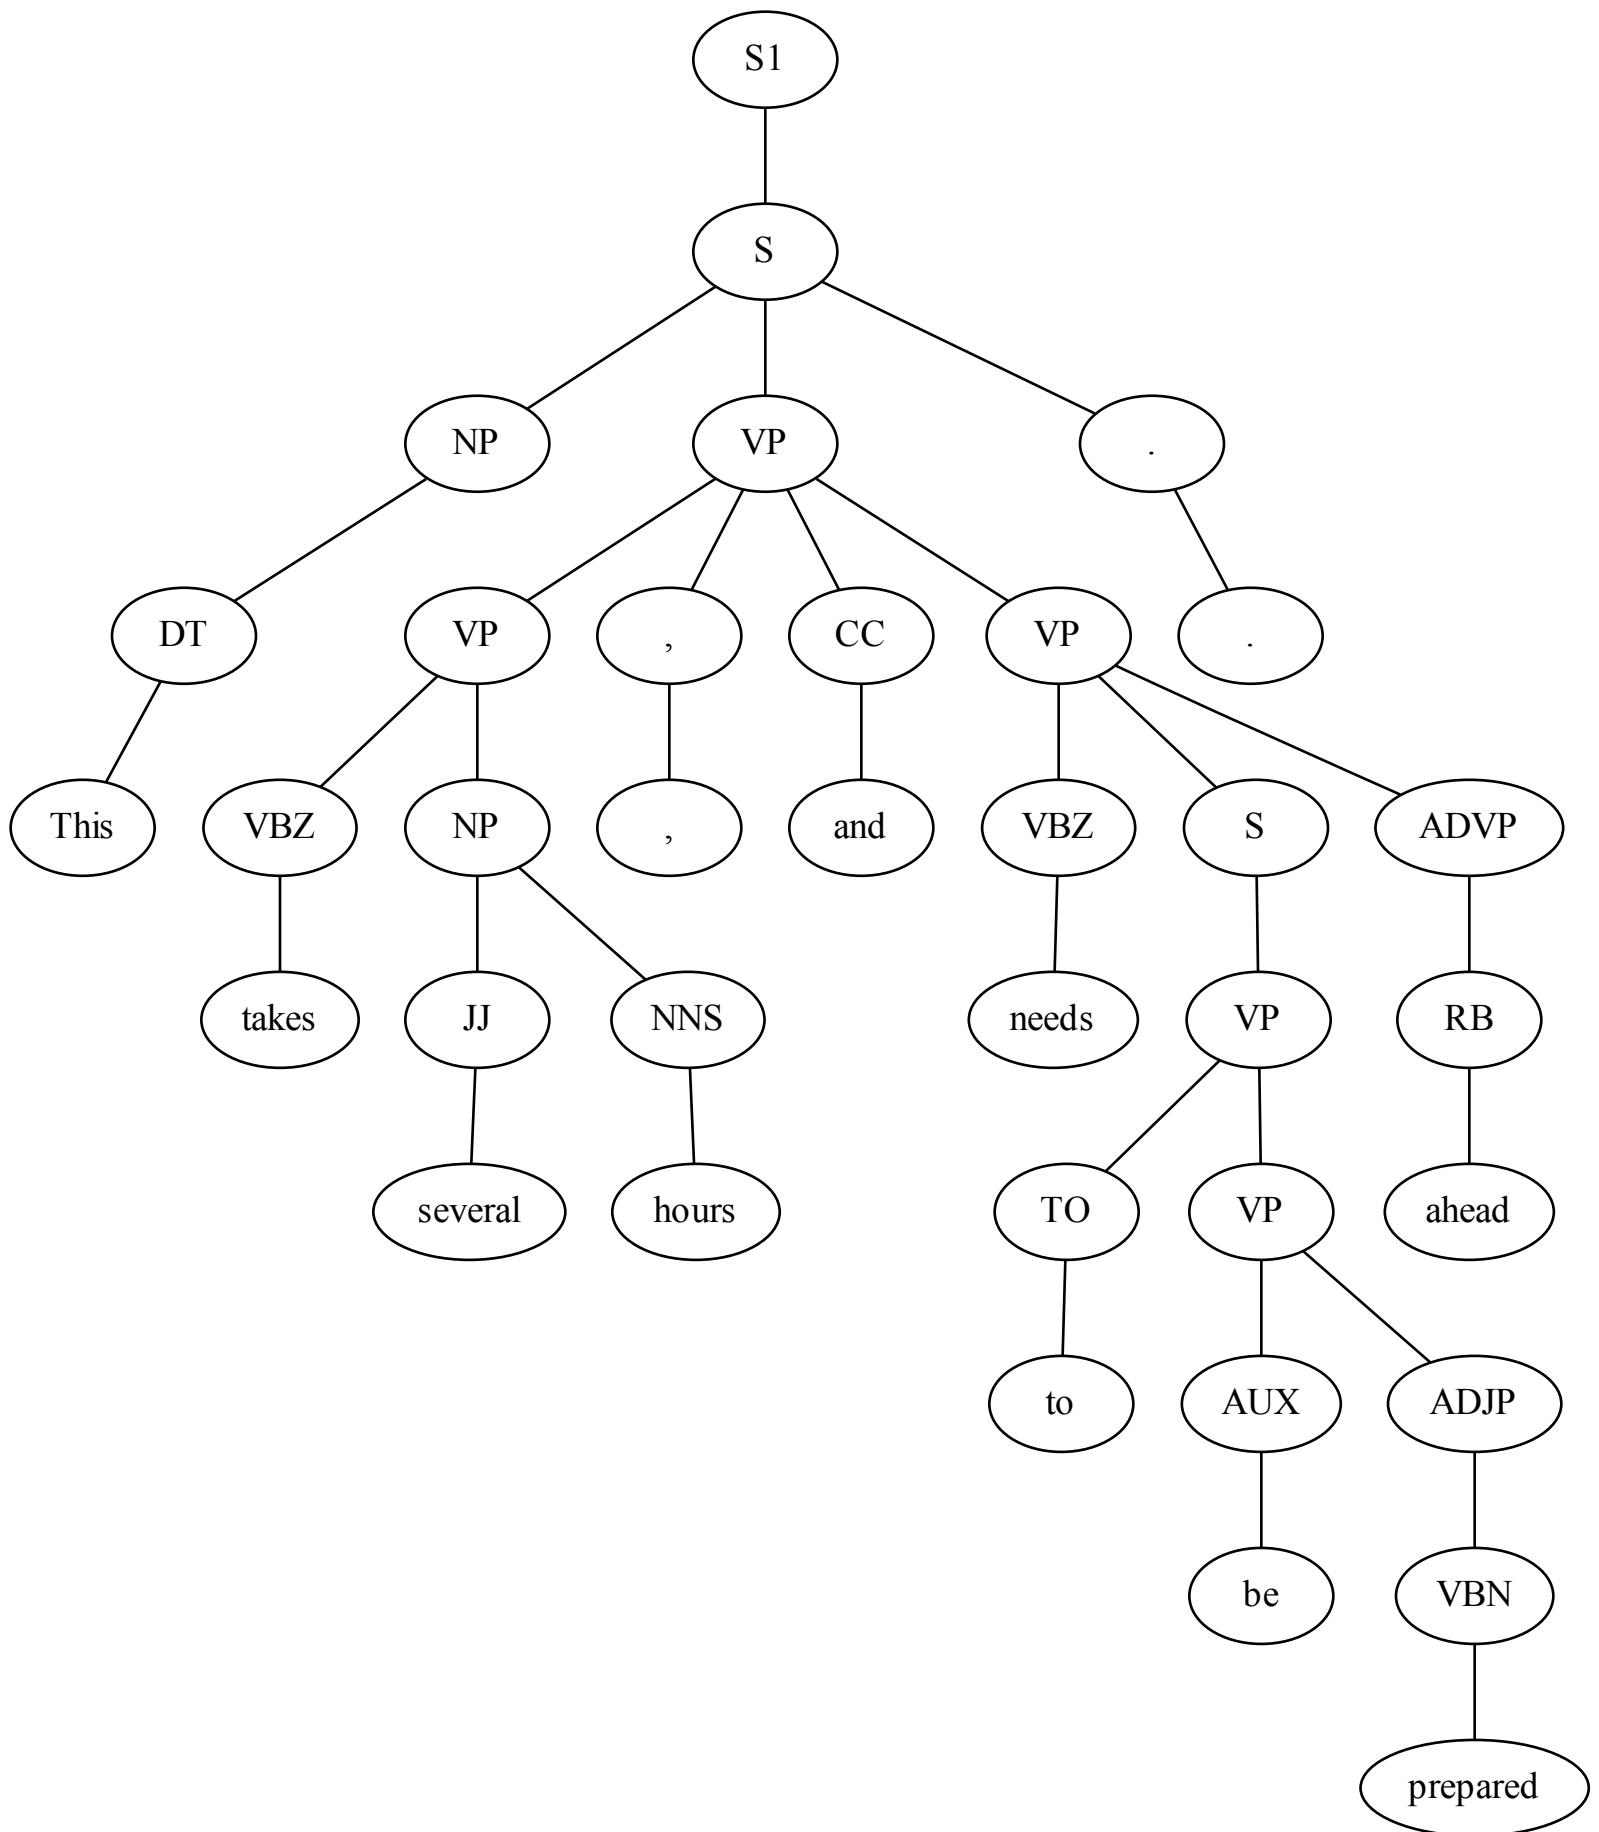 S1
S
NP VP .
DT VP , CC VP .
This VBZ NP , and VBZ S ADVP
takes JJ NNS needs VP RB
several hours TO VP ahead
to AUX ADJP
be VBN
prepared